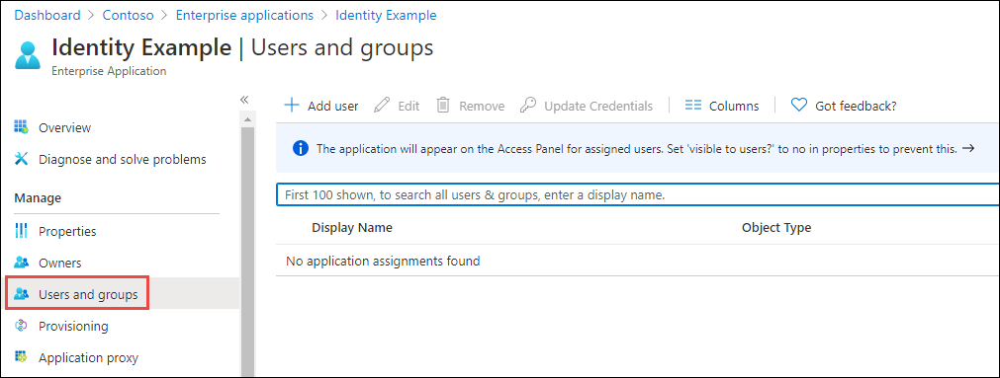 Dashboard > Contoso > Enterprise applications > Identity Example
Identity Example | Users and groups
Enterprise Application
«
Overview
Diagnose and solve problems
Manage
Properties
Owners
Users and groups
Provisioning
Application proxy
+ Add user Edit Remove Update Credentials Columns Got feedback?
The application will appear on the Access Panel for assigned users. Set 'visible to users?' to no in properties to prevent this. →
First 100 shown, to search all users & groups, enter a display name.
Display Name Object Type
No application assignments found